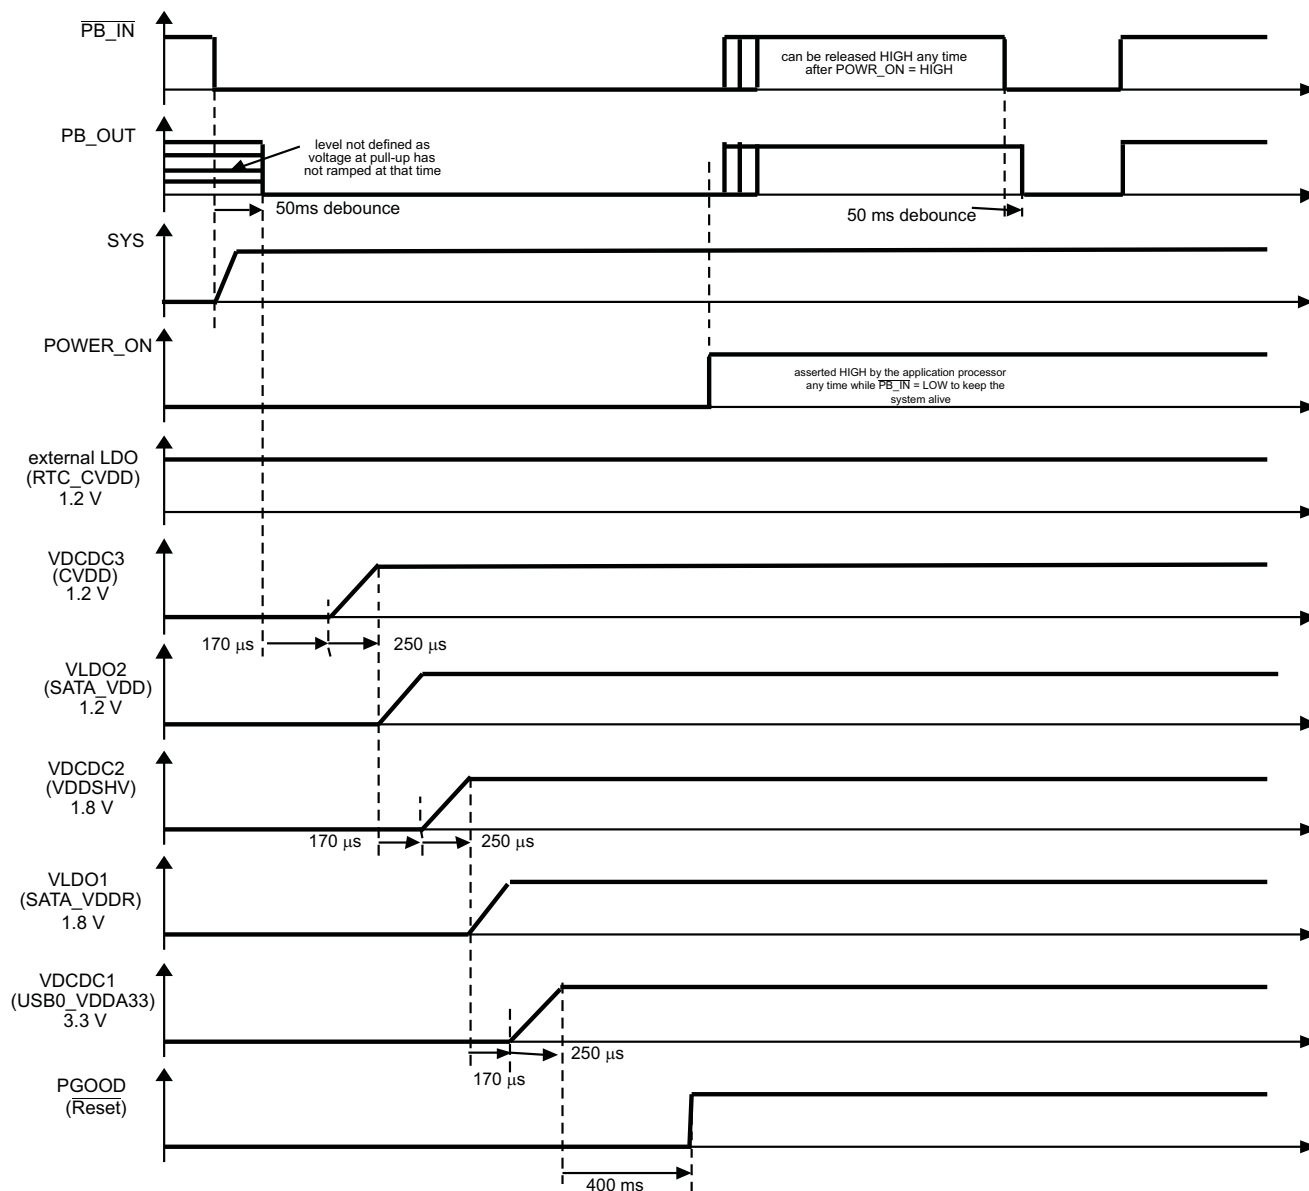 PB_IN
can be released HIGH any time
after POWR_ON = HIGH
PB_OUT
level not defined as
voltage at pull-up has
not ramped at that time
50ms debounce
50 ms debounce
SYS
POWER_ON
asserted HIGH by the application processor
any time while PB_IN = LOW to keep the
system alive
external LDO
(RTC_CVDD)
1.2 V
VDCDC3
(CVDD)
1.2 V
170 μs
250 μs
VLDO2
(SATA_VDD)
1.2 V
VDCDC2
(VDDSHV)
1.8 V
170 μs
250 μs
VLDO1
(SATA_VDDR)
1.8 V
VDCDC1
(USB0_VDDA33)
3.3 V
250 μs
170 μs
PGOOD
(Reset)
400 ms